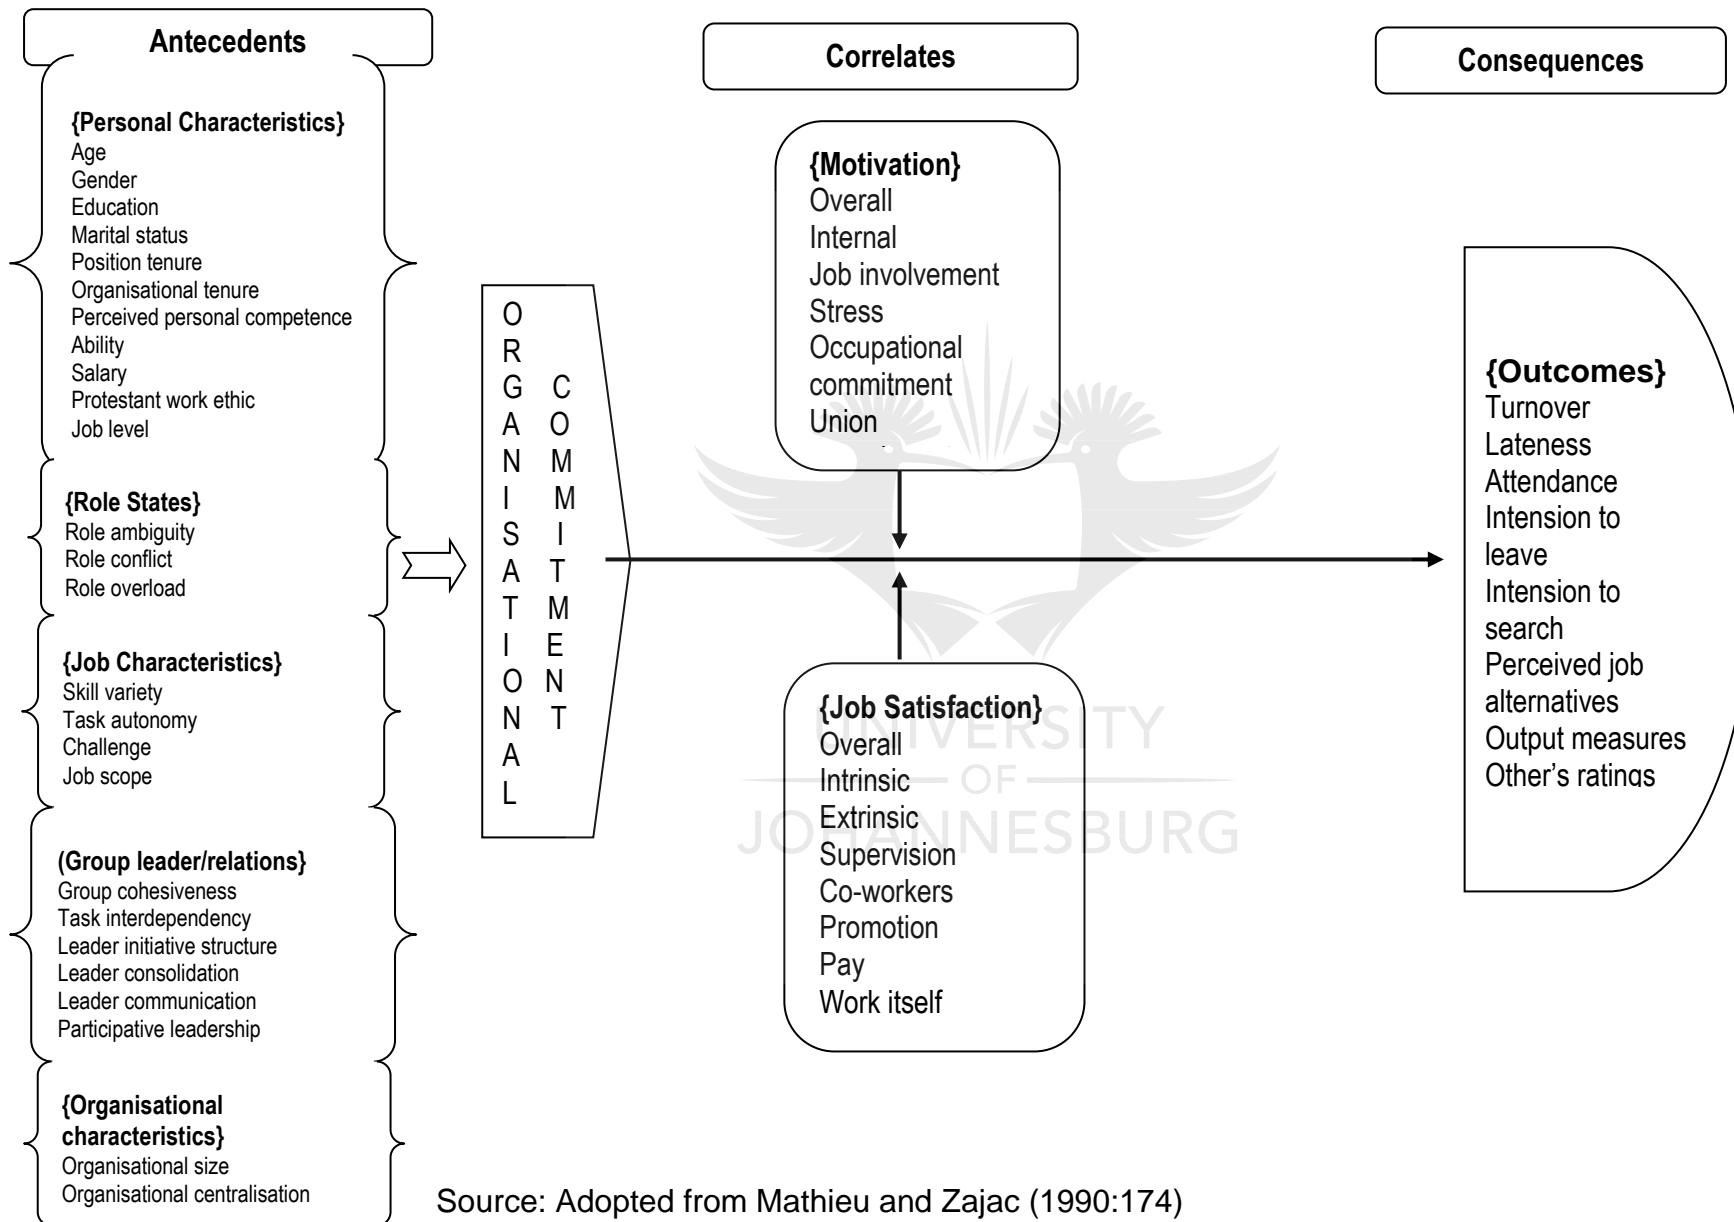 Antecedents
{Personal Characteristics}
Age
Gender
Education
Marital status
Position tenure
Organisational tenure
Perceived personal competence
Ability
Salary
Protestant work ethic
Job level
{Role States}
Role ambiguity
Role conflict
Role overload
{Job Characteristics}
Skill variety
Task autonomy
Challenge
Job scope
(Group leader/relations}
Group cohesiveness
Task interdependency
Leader initiative structure
Leader consolidation
Leader communication
Participative leadership
{Organisational
characteristics}
Organisational size
Organisational centralisation
ORGANISATIONAL
COMMITMENT
Correlates
{Motivation}
Overall
Internal
Job involvement
Stress
Occupational
commitment
Union
{Job Satisfaction}
Overall
Intrinsic
Extrinsic
Supervision
Co-workers
Promotion
Pay
Work itself
UNIVERSITY
OF
JOHANNESBURG
Consequences
{Outcomes}
Turnover
Lateness
Attendance
Intension to
leave
Intension to
search
Perceived job
alternatives
Output measures
Other's ratings
Source: Adopted from Mathieu and Zajac (1990:174)